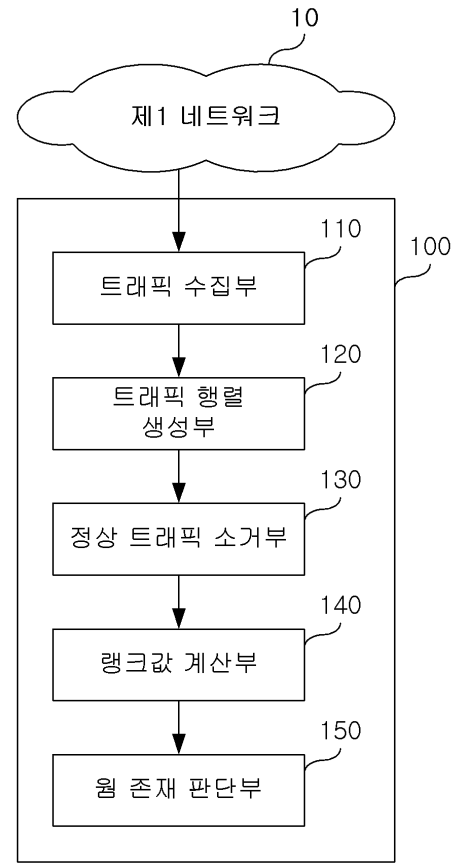 10
제1 네트워크
110
100
트래픽 수집부
120
트래픽 행렬
생성부
130
정상 트래픽 소거부
140
랭크값 계산부
150
웜 존재 판단부